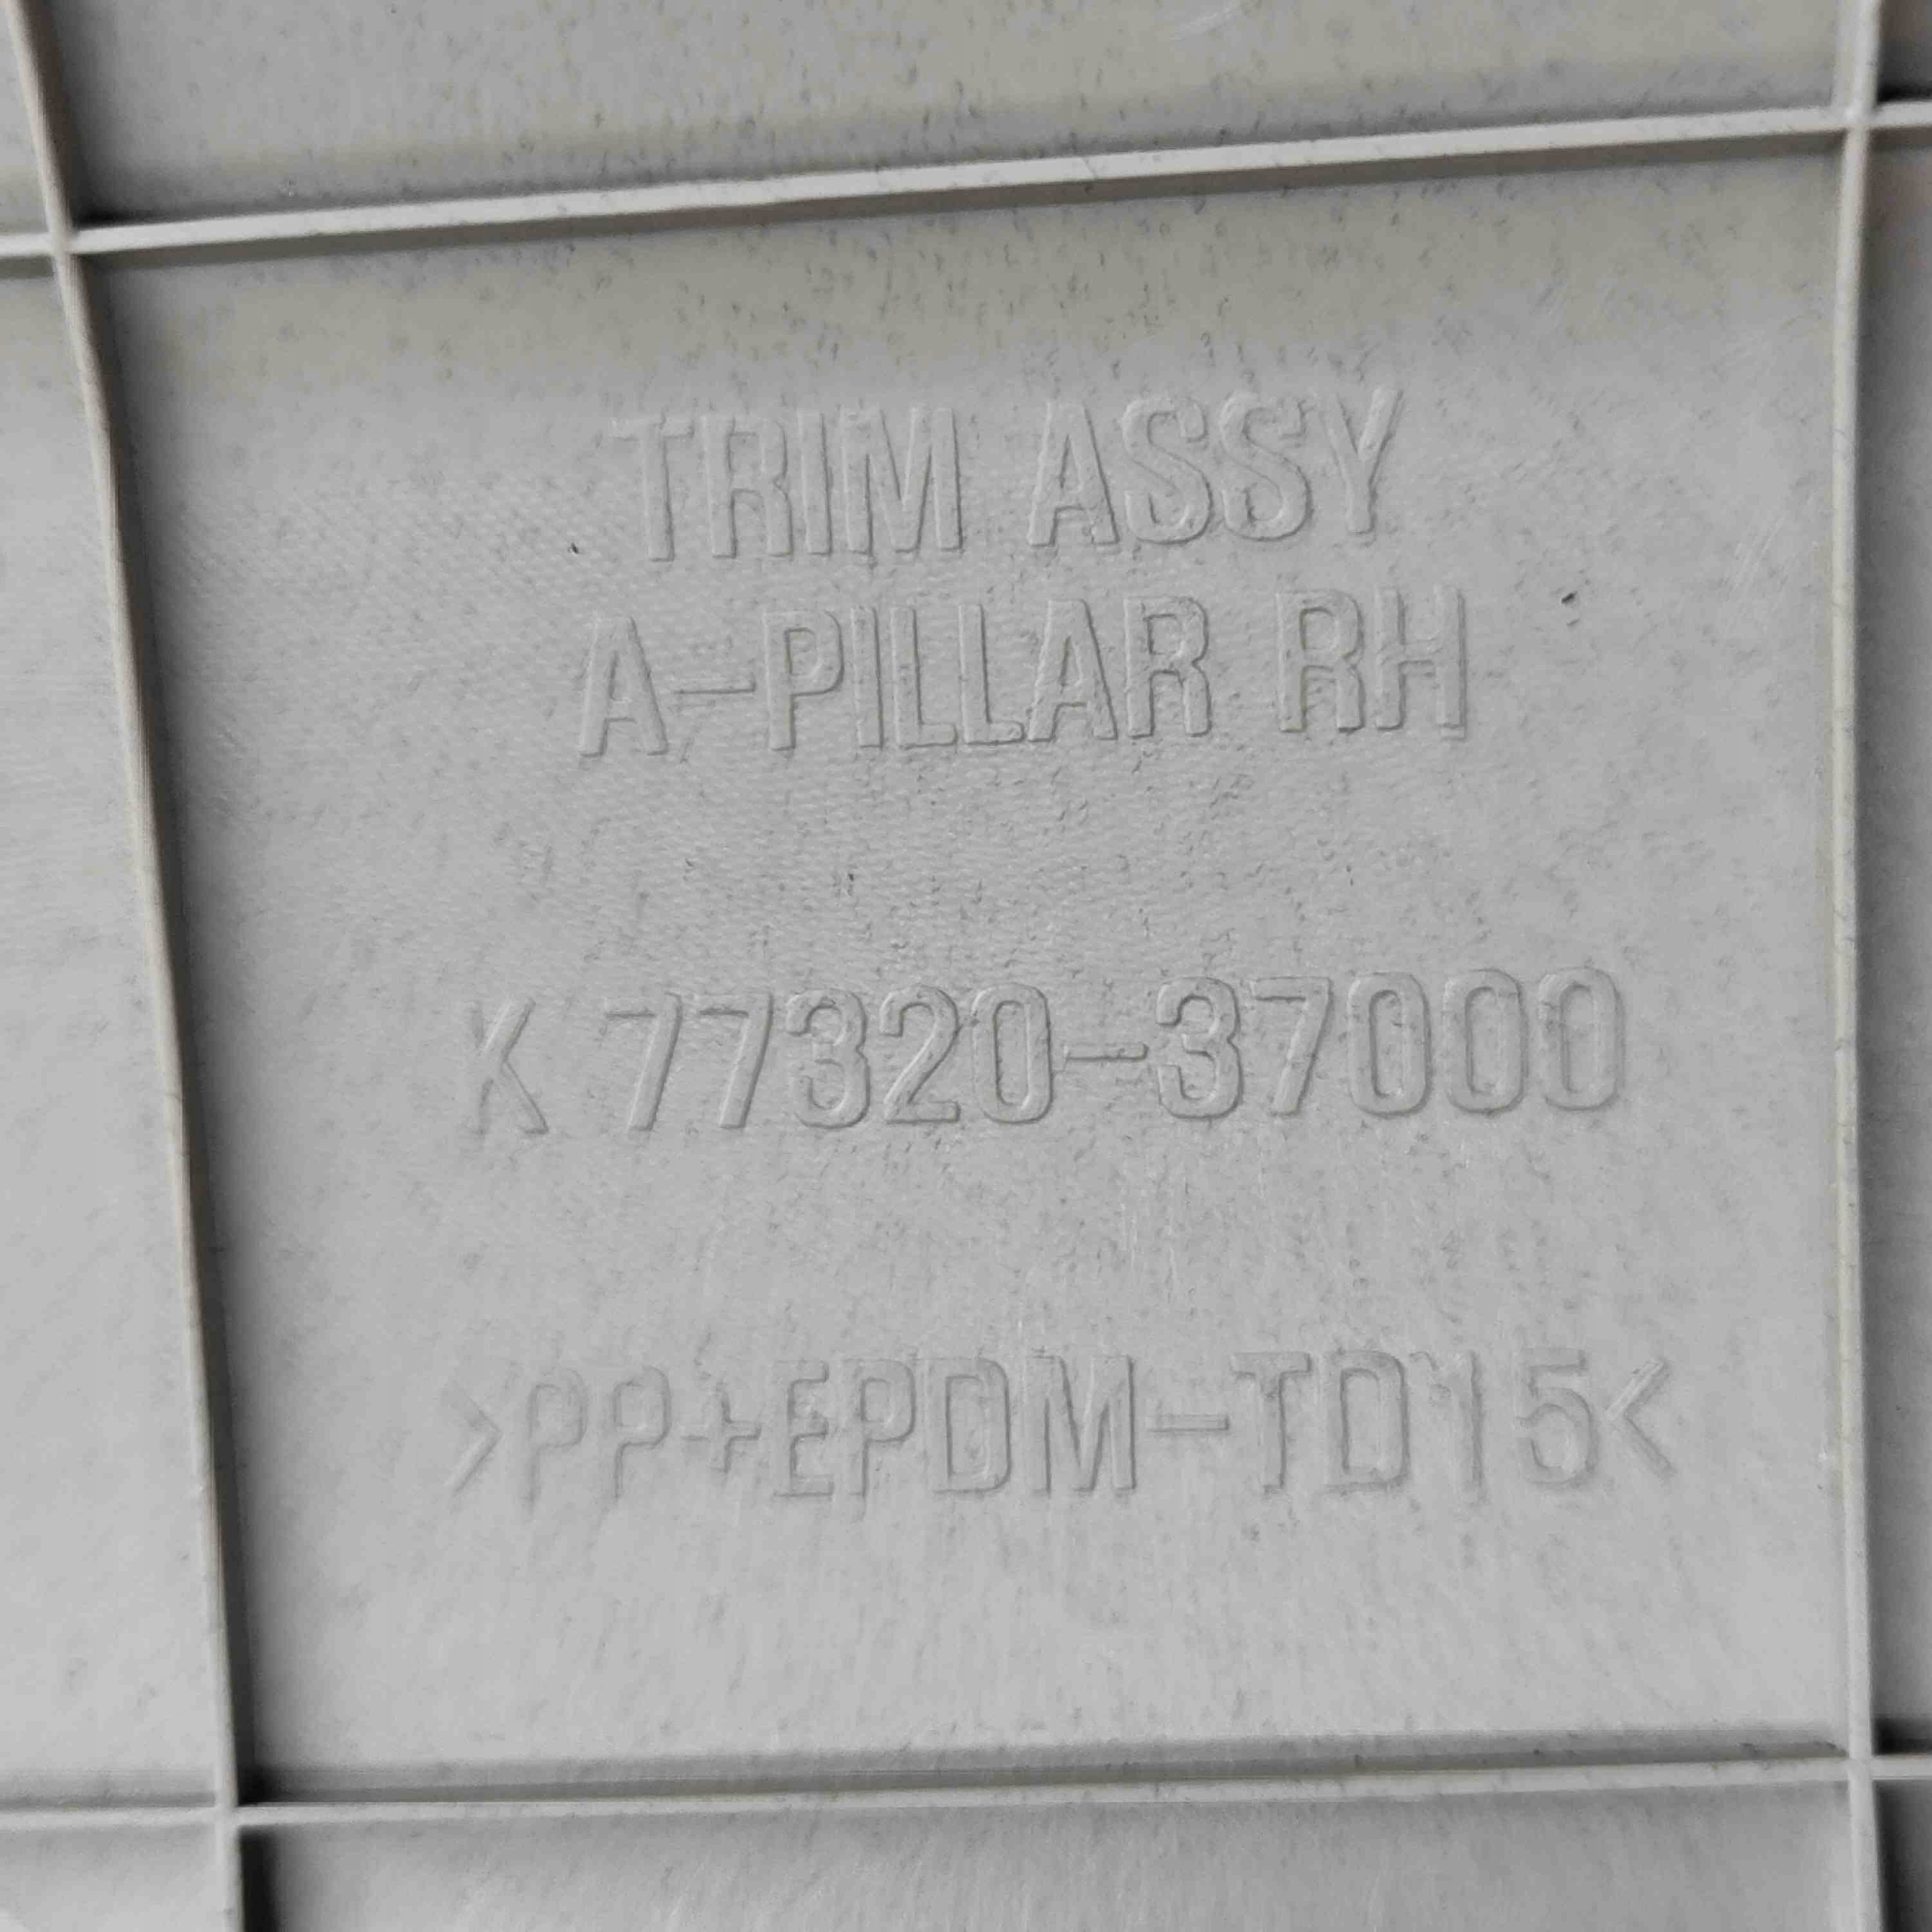 TRIM ASSY
A-PILLAR RH
K 77320-37000
>PP+EPDM-TD15<